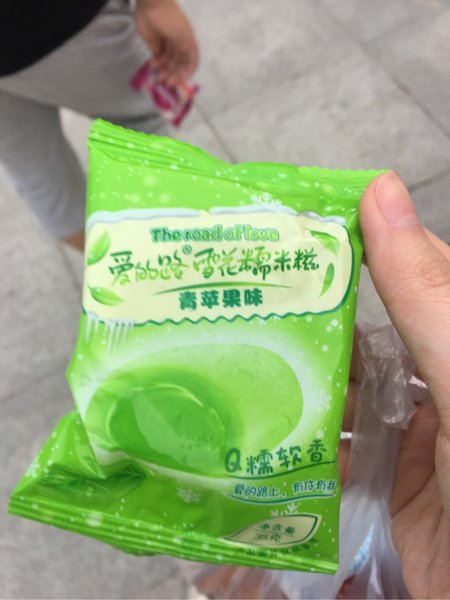 The road of love
爱的路® 雪花糯米糍
青苹果味
Q糯软香
爱的路上、有你有我
净含量
35克